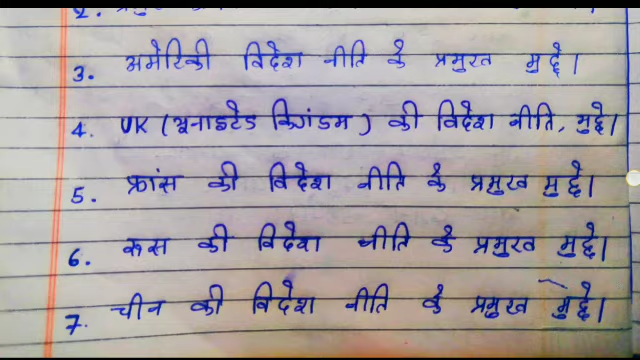 3. अमेरिकी विदेश नीति के प्रमुख मुद्दे।
4. UK (यूनाइटेड किंगडम) की विदेश नीति, मुद्दे।
5. फ्रांस की विदेश नीति के प्रमुख मुद्दे।
6. रूस की विदेश नीति के प्रमुख मुद्दे।
7. चीन की विदेश नीति के प्रमुख मुद्दे।